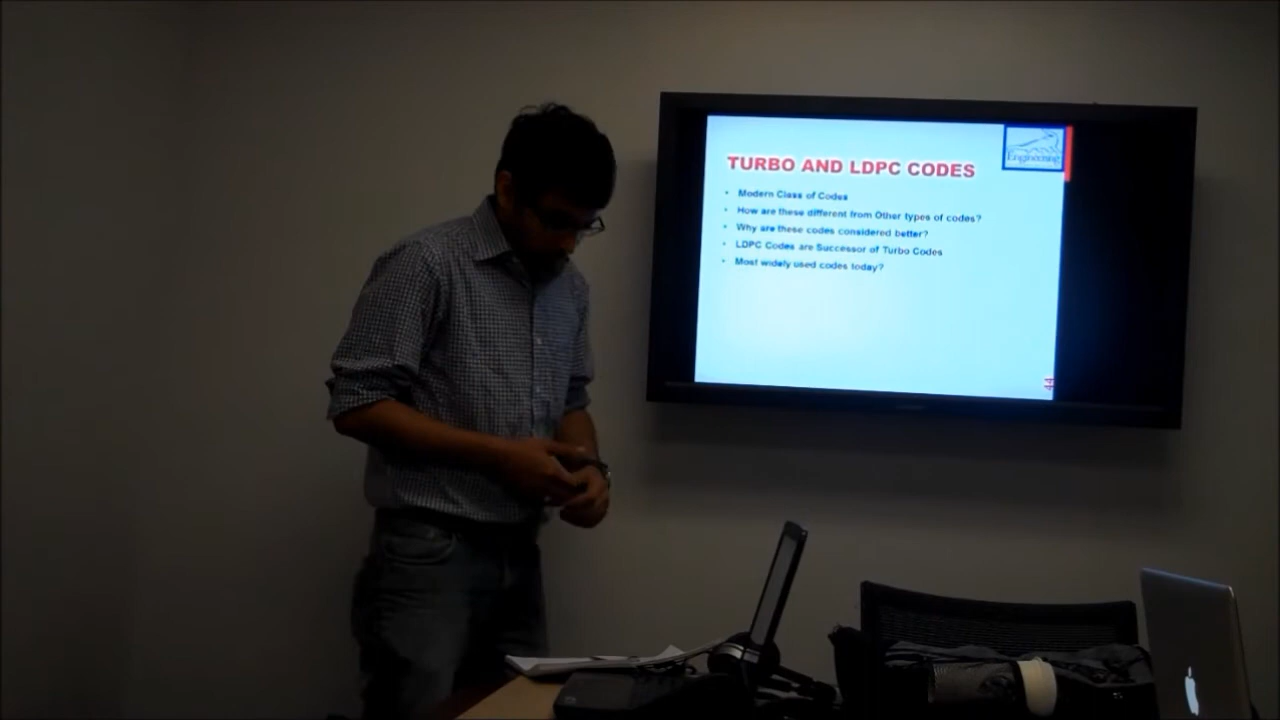 TURBO AND LDPC CODES
Engineering
• Modern Class of Codes
• How are these different from Other types of codes?
• Why are these codes considered better?
• LDPC Codes are Successor of Turbo Codes
• Most widely used codes today?